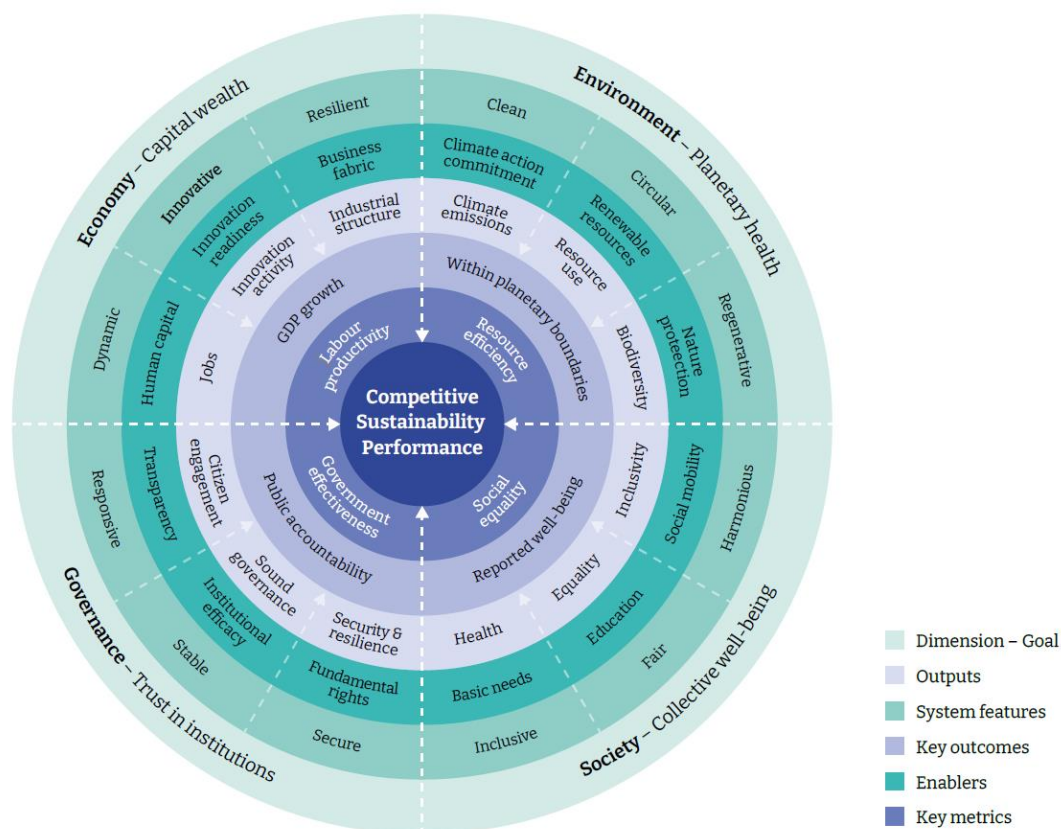 Economy – Capital wealth
Environment – Planetary health
Governance – Trust in institutions
Society – Collective well-being
Resilient
Innovative
Dynamic
Clean
Circular
Regenerative
Responsive
Stable
Secure
Harmonious
Fair
Inclusive
Business
fabric
Innovation
readiness
Human capital
Climate action
commitment
Renewable
resources
Nature
proteection
Transparency
Institutional
efficacy
Fundamental
rights
Social mobility
Education
Basic needs
Industrial
structure
Innovation
activity
Jobs
Climate
emissions
Resource
use
Biodiversity
Citizen
engagement
Sound
governance
Security &
resilience
Inclusivity
Equality
Health
GDP growth
Within planetary boundaries
Public accountability
Reported well-being
Labour
productivity
Resource
efficiency
Government
effectiveness
Social
equality
Competitive
Sustainability
Performance
Dimension – Goal
Outputs
System features
Key outcomes
Enablers
Key metrics